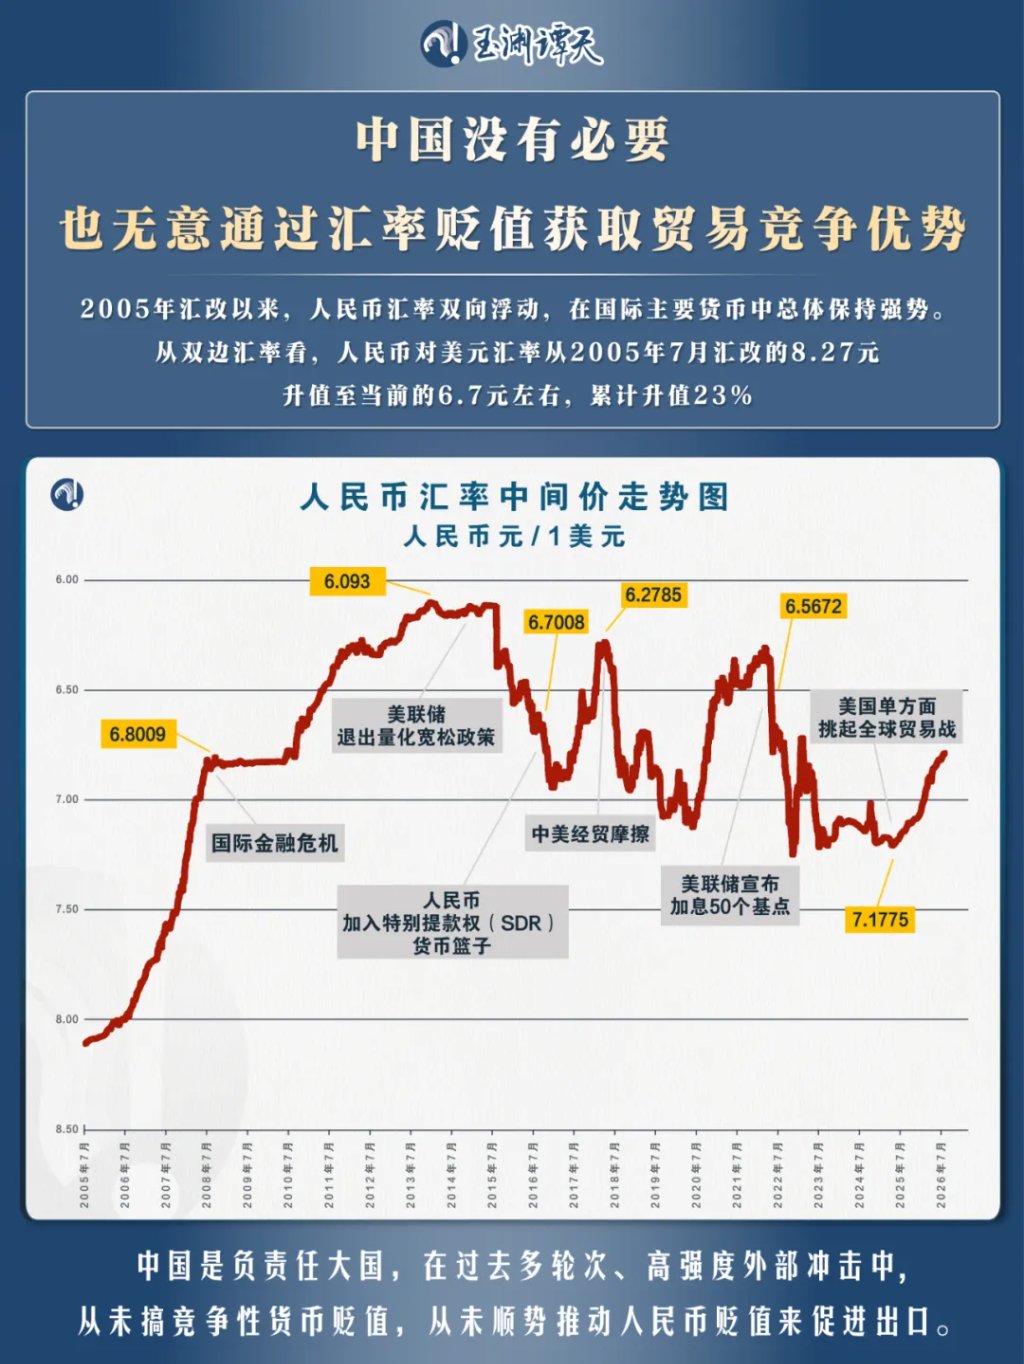 玉渊谭天
中国没有必要
也无意通过汇率贬值获取贸易竞争优势
2005年汇改以来，人民币汇率双向浮动，在国际主要货币中总体保持强势。
从双边汇率看，人民币对美元汇率从2005年7月汇改的8.27元
升值至当前的6.7元左右，累计升值23%
人民币汇率中间价走势图
人民币元/1美元
6.00
6.50
7.00
7.50
8.00
8.50
6.8009
6.093
6.7008
6.2785
6.5672
7.1775
国际金融危机
美联储
退出量化宽松政策
人民币
加入特别提款权（SDR）
货币篮子
中美经贸摩擦
美联储宣布
加息50个基点
美国单方面
挑起全球贸易战
2005年7月
2006年7月
2007年7月
2008年7月
2009年7月
2010年7月
2011年7月
2012年7月
2013年7月
2014年7月
2015年7月
2016年7月
2017年7月
2018年7月
2019年7月
2020年7月
2021年7月
2022年7月
2023年7月
2024年7月
2025年7月
2026年7月
中国是负责任大国，在过去多轮次、高强度外部冲击中，
从未搞竞争性货币贬值，从未顺势推动人民币贬值来促进出口。